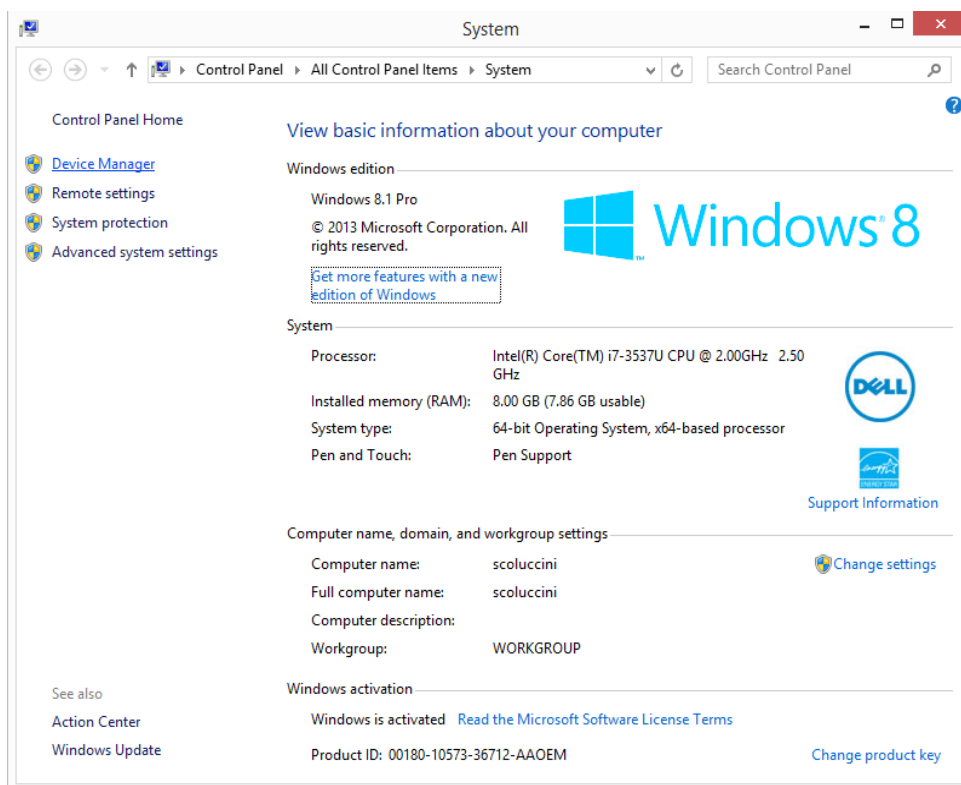 System
Control Panel All Control Panel Items System Search Control Panel
Control Panel Home
Device Manager
Remote settings
System protection
Advanced system settings
See also
Action Center
Windows Update
View basic information about your computer
Windows edition
Windows 8.1 Pro
© 2013 Microsoft Corporation. All
rights reserved.
Get more features with a new
edition of Windows
Windows® 8
TM
System
Processor: Intel(R) Core(TM) i7-3537U CPU @ 2.00GHz 2.50
GHz
Installed memory (RAM): 8.00 GB (7.86 GB usable)
System type: 64-bit Operating System, x64-based processor
Pen and Touch: Pen Support
DELL
energy
ENERGY STAR
Support Information
Computer name, domain, and workgroup settings
Computer name: scoluccini
Change settings
Full computer name: scoluccini
Computer description:
Workgroup: WORKGROUP
Windows activation
Windows is activated Read the Microsoft Software License Terms
Product ID: 00180-10573-36712-AAOEM
Change product key